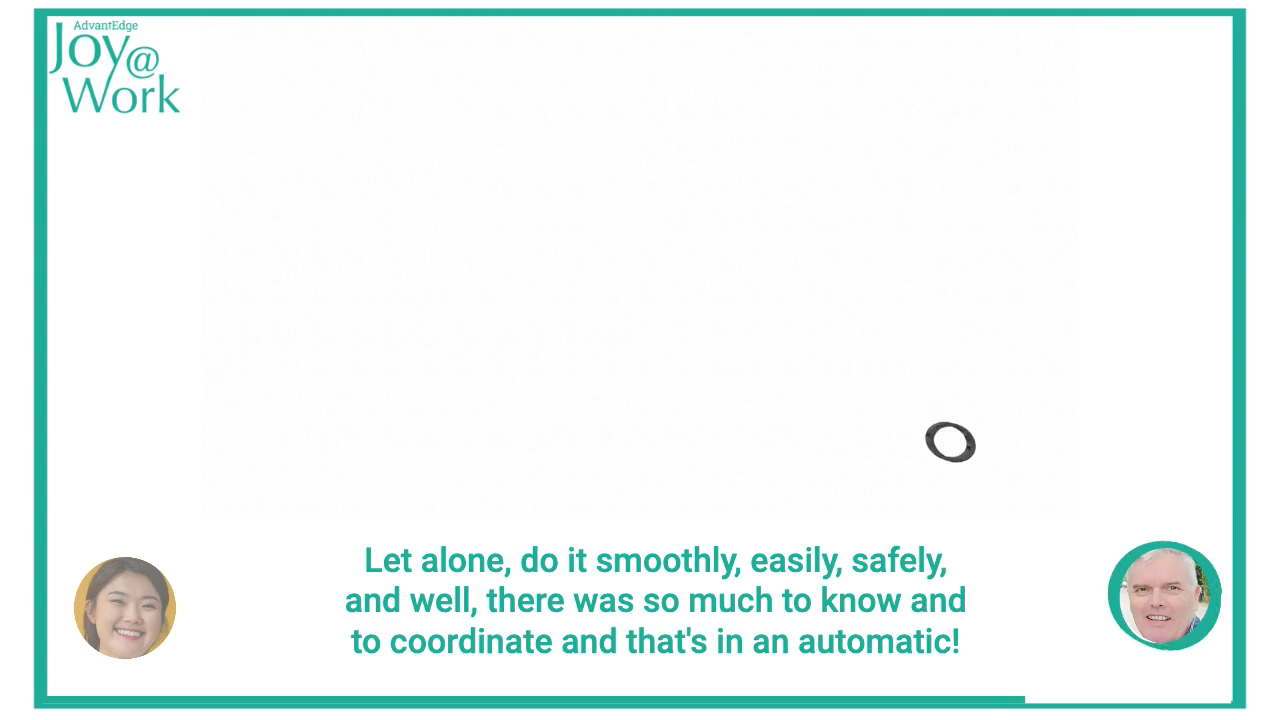 AdvantEdge
Joy@
Work
Let alone, do it smoothly, easily, safely,
and well, there was so much to know and
to coordinate and that's in an automatic!